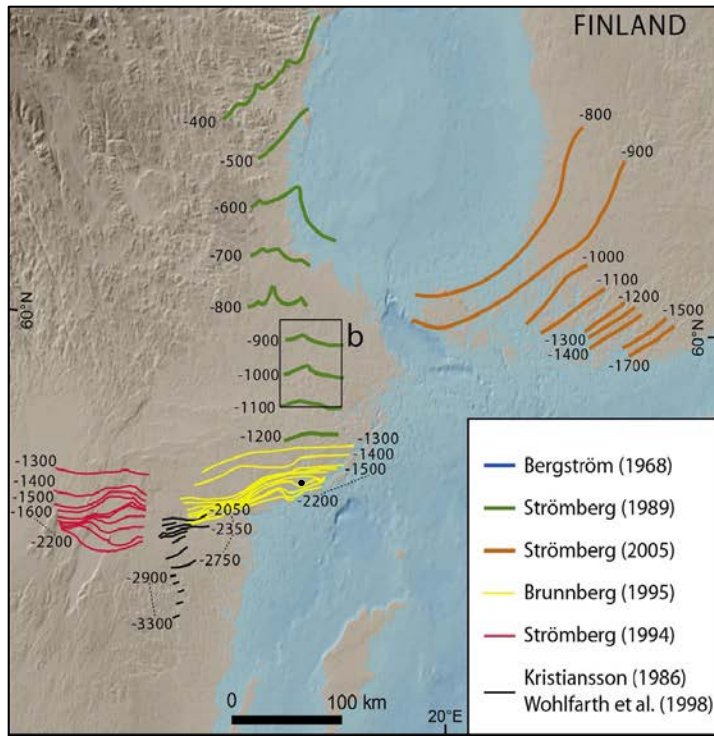 FINLAND
-800
-900
-400
-500
-600
-1000
-700
-1100
-1200
-1500
-800
60°N
60°N
-900
b
-1300
-1400
-1700
-1000
-1100
-1200
-1300
-1400
-1500
-1300
-1400
-1500
-1600
-2200
-2200
-2050
-2350
-2750
-2900
-3300
Bergström (1968)
Strömberg (1989)
Strömberg (2005)
Brunnberg (1995)
Strömberg (1994)
Kristiansson (1986)
Wohlfarth et al. (1998)
0 100 km
20°E